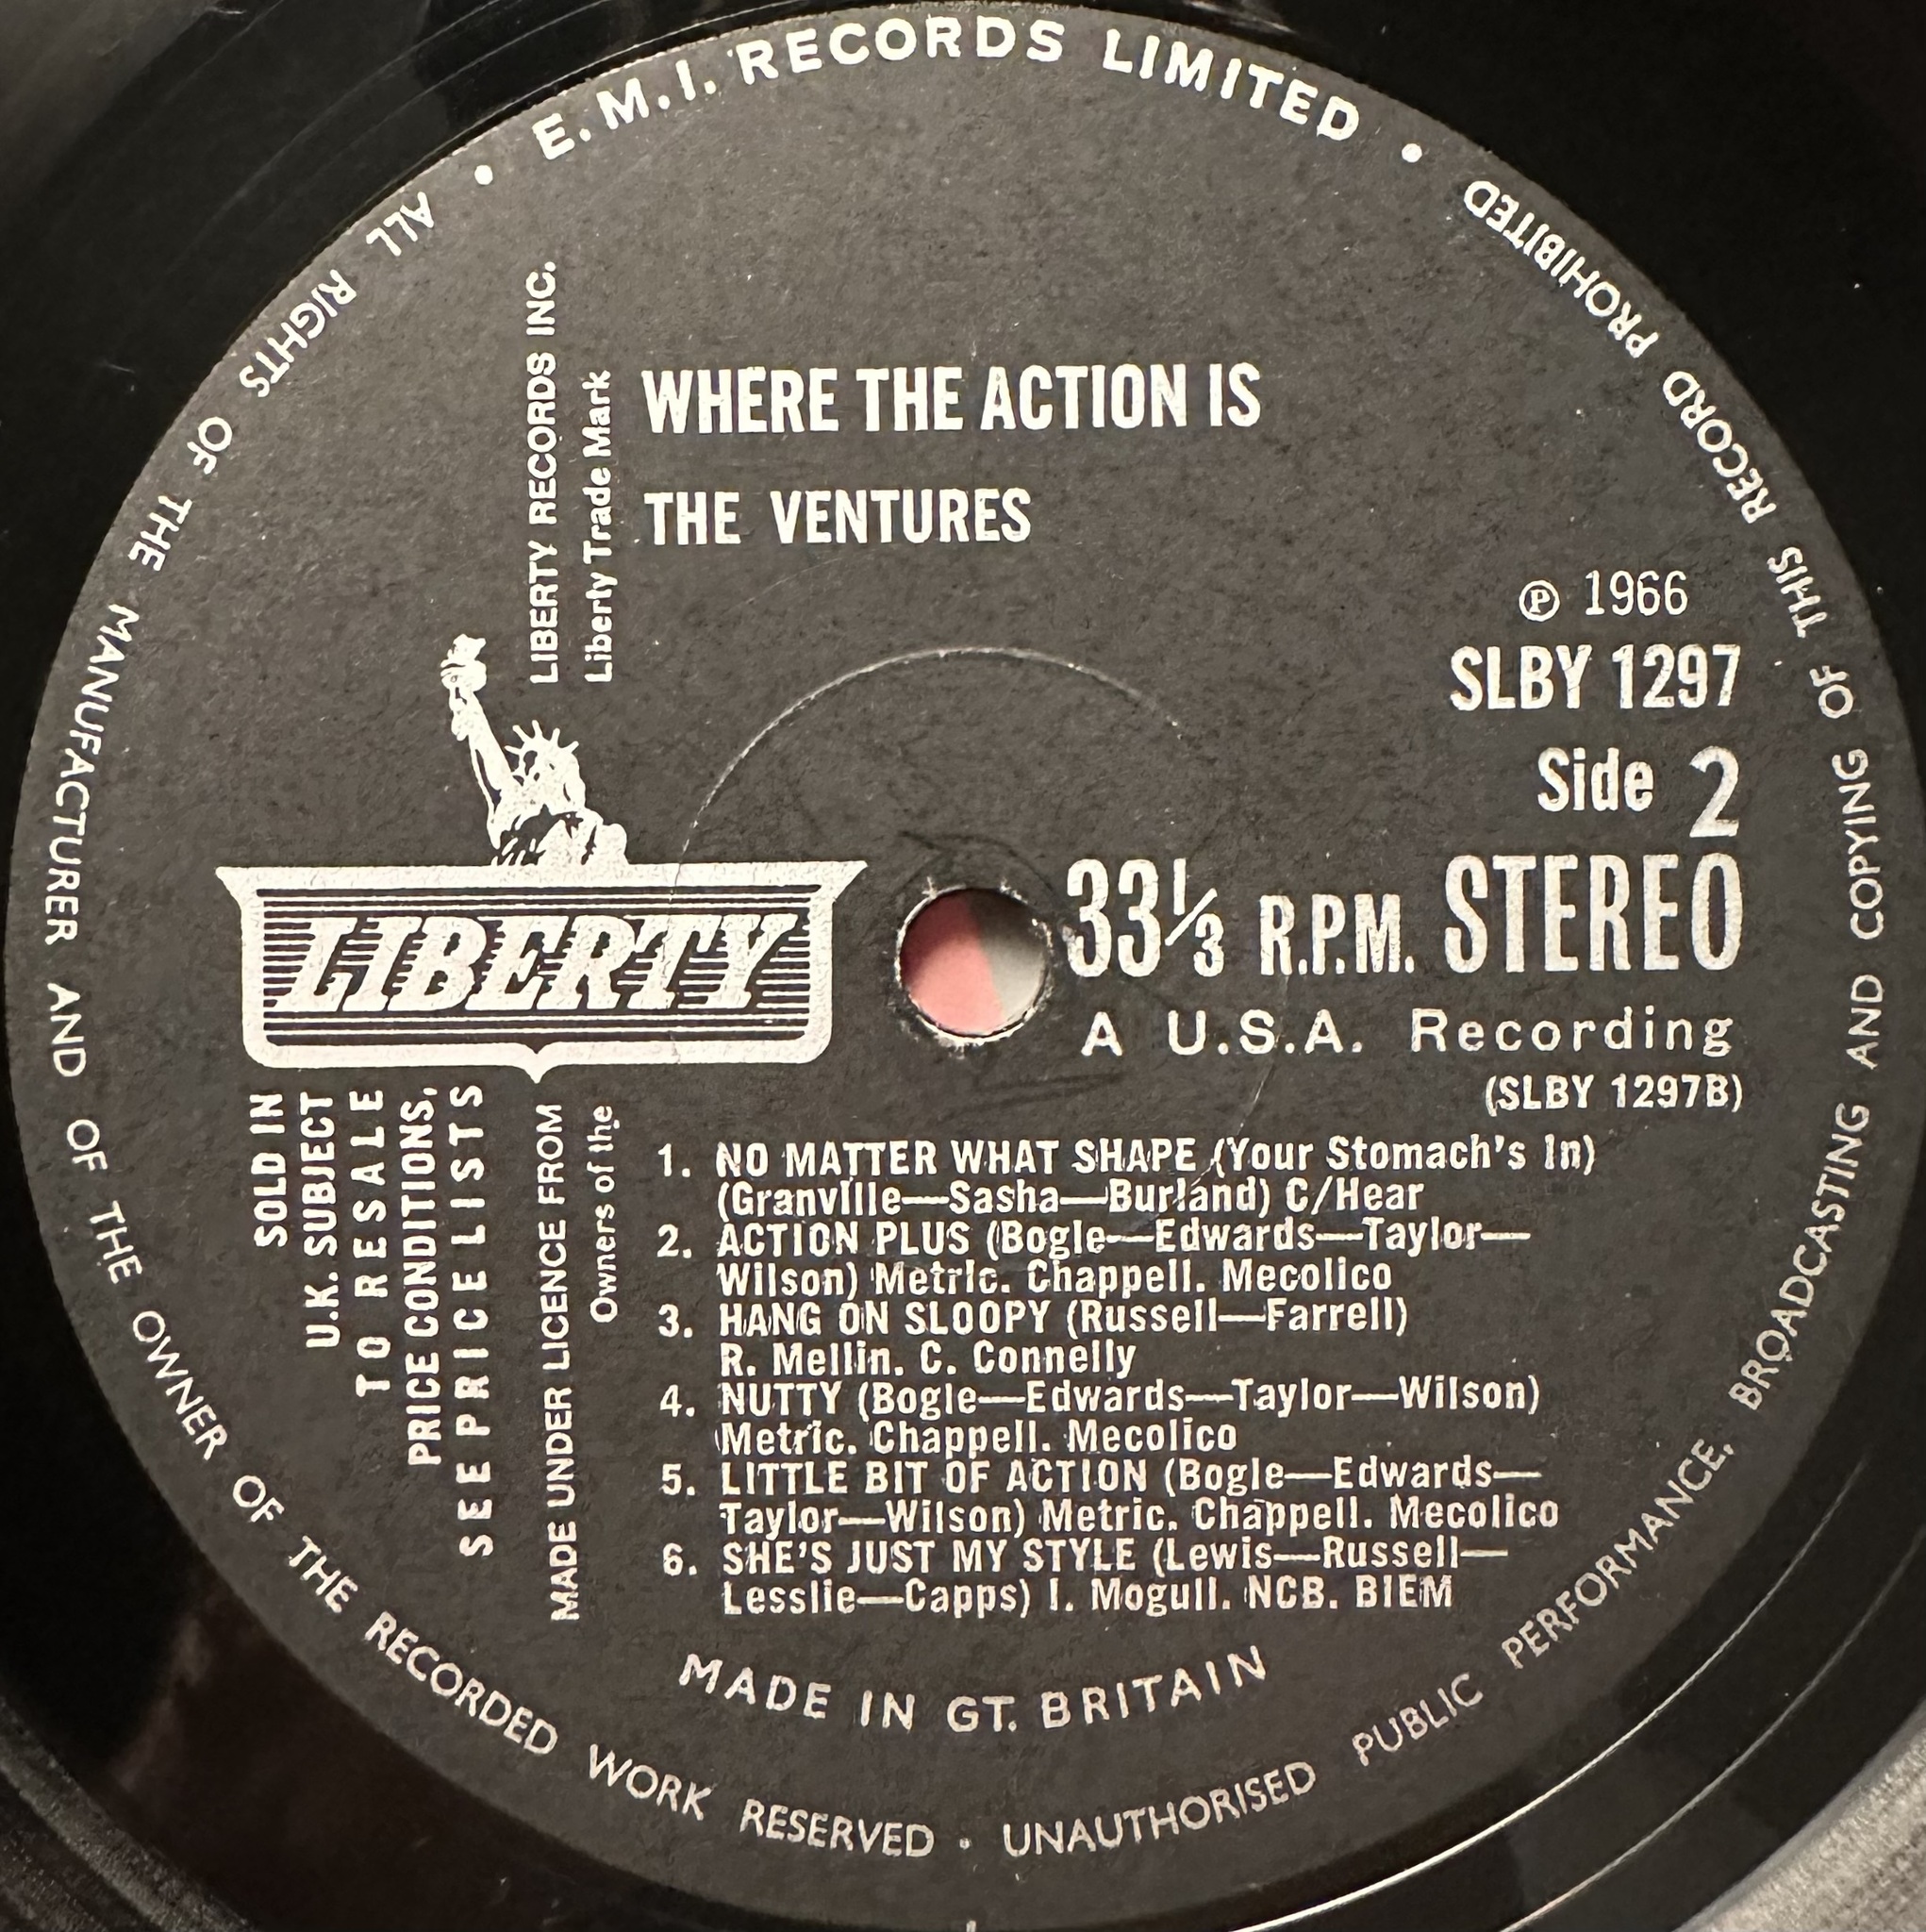 E.M.I. RECORDS LIMITED •
ALL RIGHTS OF THE MANUFACTURER AND OF THE OWNER OF THE RECORDED WORK RESERVED • UNAUTHORISED PUBLIC PERFORMANCE, BROADCASTING AND COPYING OF THIS RECORD PROHIBITED •
LIBERTY RECORDS INC.
Liberty Trade Mark
WHERE THE ACTION IS
THE VENTURES
℗ 1966
SLBY 1297
Side 2
LIBERTY
33⅓ R.P.M. STEREO
A U.S.A. Recording
(SLBY 1297B)
SOLD IN
U.K. SUBJECT
TO RESALE
PRICE CONDITIONS,
SEE PRICE LISTS
MADE UNDER LICENCE FROM
Owners of the
1. NO MATTER WHAT SHAPE (Your Stomach's In)
(Granville—Sasha—Burland) C/Hear
2. ACTION PLUS (Bogle—Edwards—Taylor—
Wilson) Metric. Chappell. Mecolico
3. HANG ON SLOOPY (Russell—Farrell)
R. Mellin. C. Connelly
4. NUTTY (Bogle—Edwards—Taylor—Wilson)
Metric. Chappell. Mecolico
5. LITTLE BIT OF ACTION (Bogle—Edwards—
Taylor—Wilson) Metric. Chappell. Mecolico
6. SHE'S JUST MY STYLE (Lewis—Russell—
Lesslie—Capps) I. Mogull. NCB. BIEM
MADE IN GT. BRITAIN